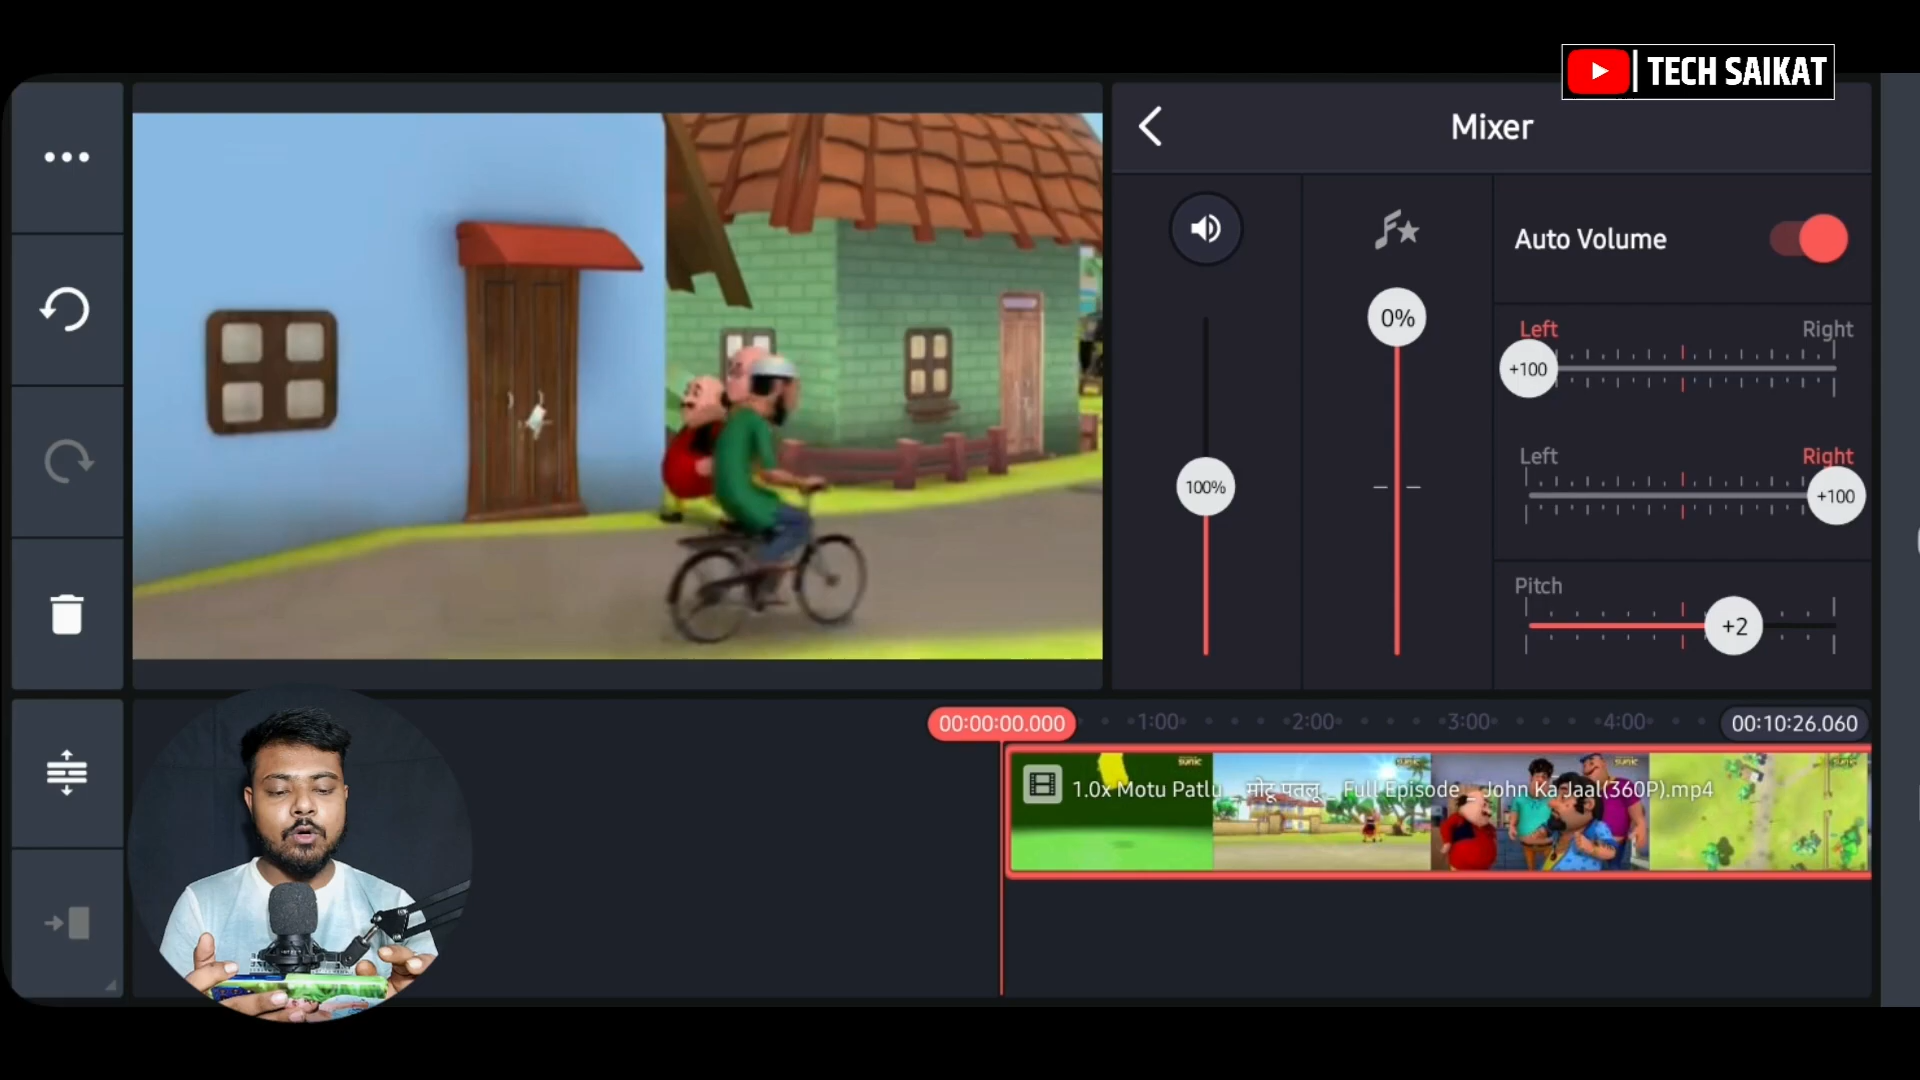 TECH SAIKAT
Mixer
Auto Volume
0%
100%
Left Right
+100
Left Right
+100
Pitch
+2
00:00:00.000 1:00 2:00 3:00 4:00 00:10:26.060
1.0x Motu Patlu _ मोटू पतलू _ Full Episode _ John Ka Jaal(360P).mp4